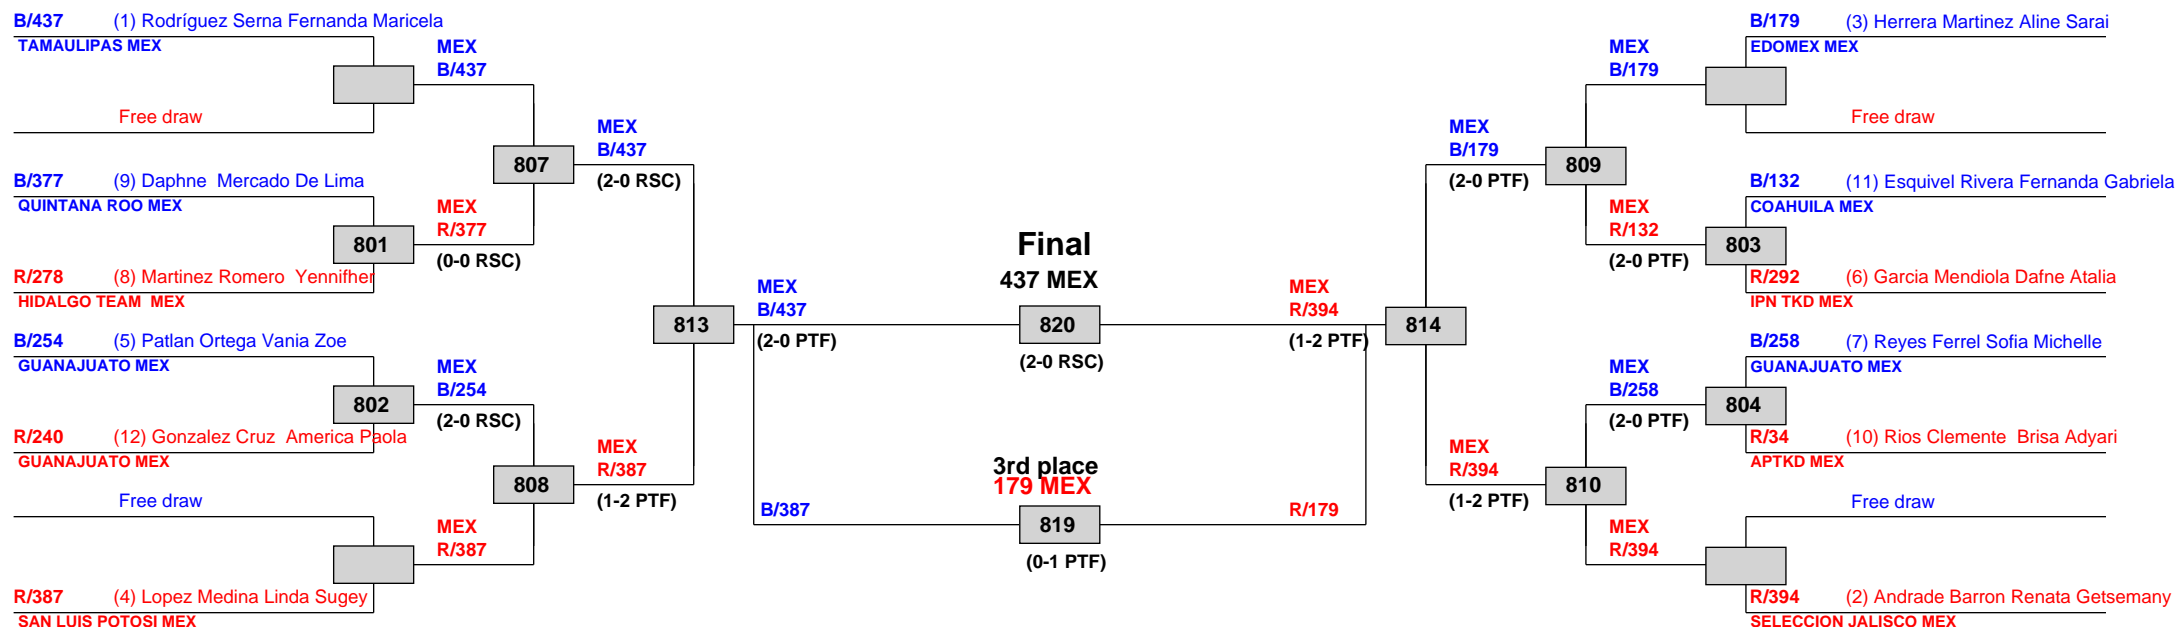 B/437 (1) Rodríguez Serna Fernanda Maricela
TAMAULIPAS MEX
Free draw
B/377 (9) Daphne  Mercado De Lima
QUINTANA ROO MEX
R/278 (8) Martinez Romero  Yennifher
HIDALGO TEAM  MEX
B/254 (5) Patlan Ortega Vania Zoe
GUANAJUATO MEX
R/240 (12) Gonzalez Cruz  America Paola
GUANAJUATO MEX
Free draw
R/387 (4) Lopez Medina Linda Sugey
SAN LUIS POTOSI MEX
MEX
B/437
801
MEX
R/377
(0-0 RSC)
802
MEX
B/254
(2-0 RSC)
MEX
R/387
807
MEX
B/437
(2-0 RSC)
808
MEX
R/387
(1-2 PTF)
813
MEX
B/437
(2-0 PTF)
B/387
Final
437 MEX
820
(2-0 RSC)
3rd place
179 MEX
819
(0-1 PTF)
MEX
R/394
(1-2 PTF)
R/179
814
MEX
B/179
(2-0 PTF)
809
MEX
R/394
(1-2 PTF)
810
MEX
B/179
MEX
R/132
(2-0 PTF)
803
MEX
B/258
(2-0 PTF)
804
MEX
R/394
B/179 (3) Herrera Martinez Aline Sarai
EDOMEX MEX
Free draw
B/132 (11) Esquivel Rivera Fernanda Gabriela
COAHUILA MEX
R/292 (6) Garcia Mendiola Dafne Atalia
IPN TKD MEX
B/258 (7) Reyes Ferrel Sofia Michelle
GUANAJUATO MEX
R/34 (10) Rios Clemente  Brisa Adyari
APTKD MEX
Free draw
R/394 (2) Andrade Barron Renata Getsemany
SELECCION JALISCO MEX